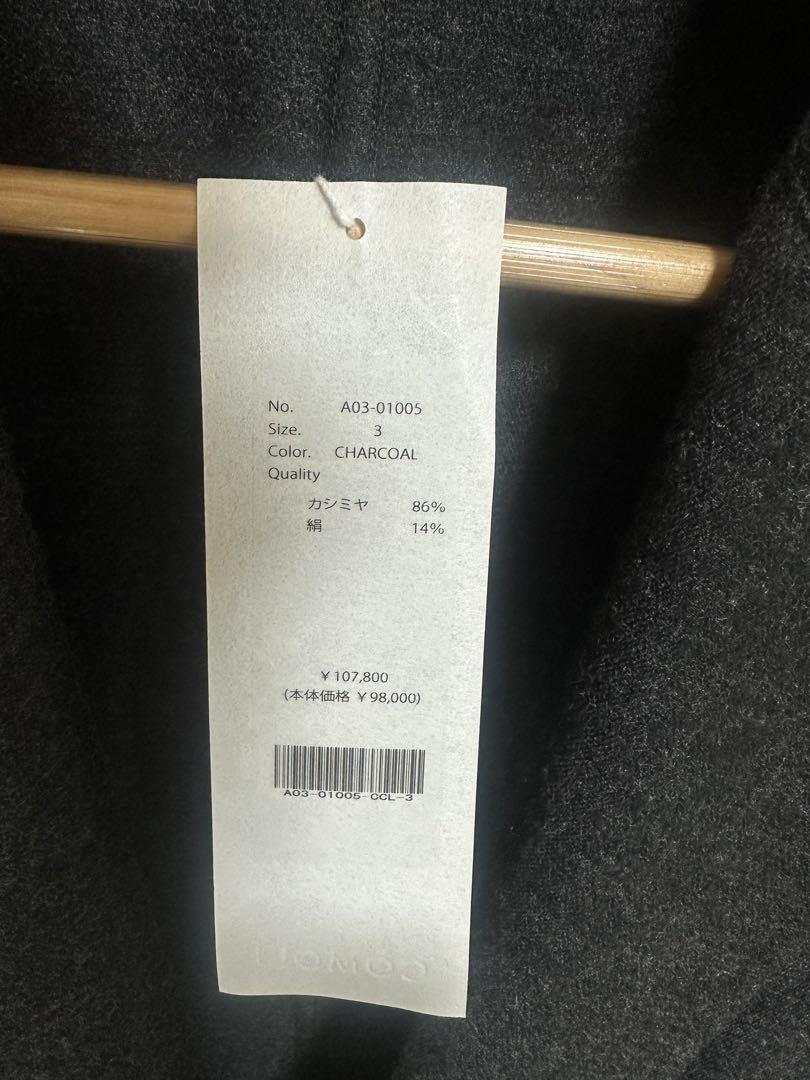 No. A03-01005
Size. 3
Color. CHARCOAL
Quality
カシミヤ 86%
絹 14%
￥107,800
(本体価格 ￥98,000)
A03-01005-CCL-3